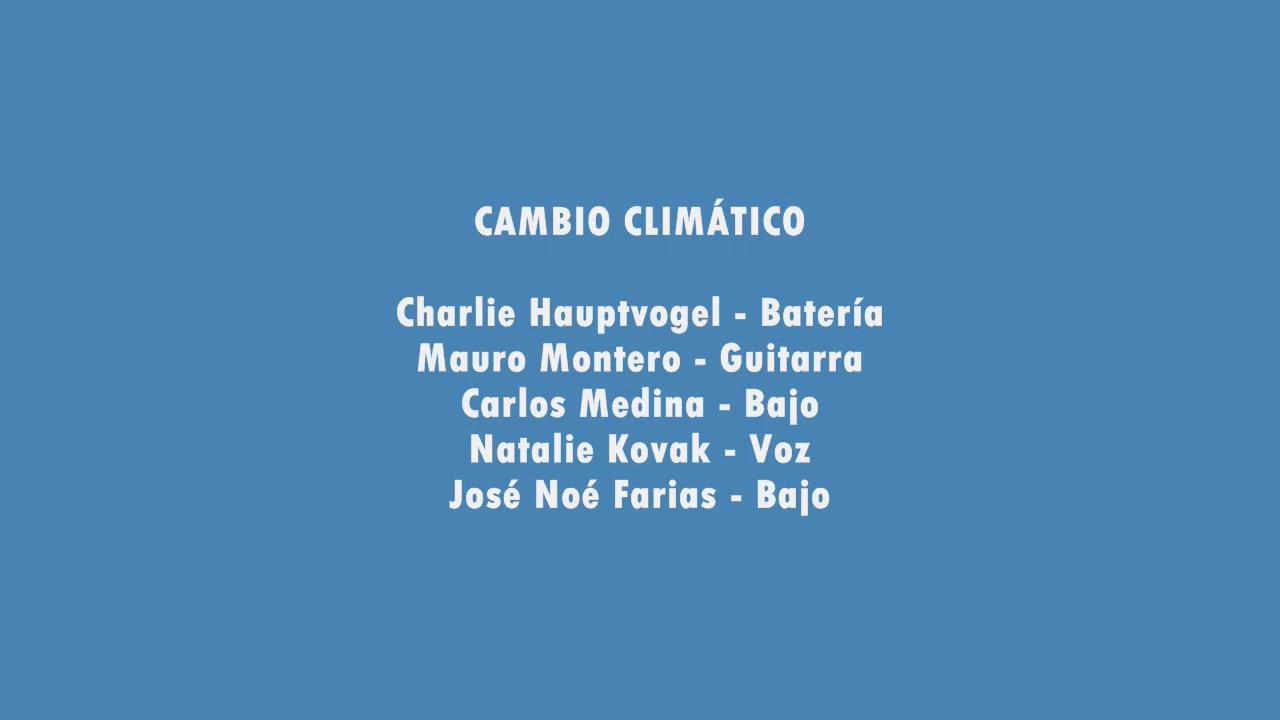 CAMBIO CLIMÁTICO
Charlie Hauptvogel - Batería
Mauro Montero - Guitarra
Carlos Medina - Bajo
Natalie Kovak - Voz
José Noé Farias - Bajo